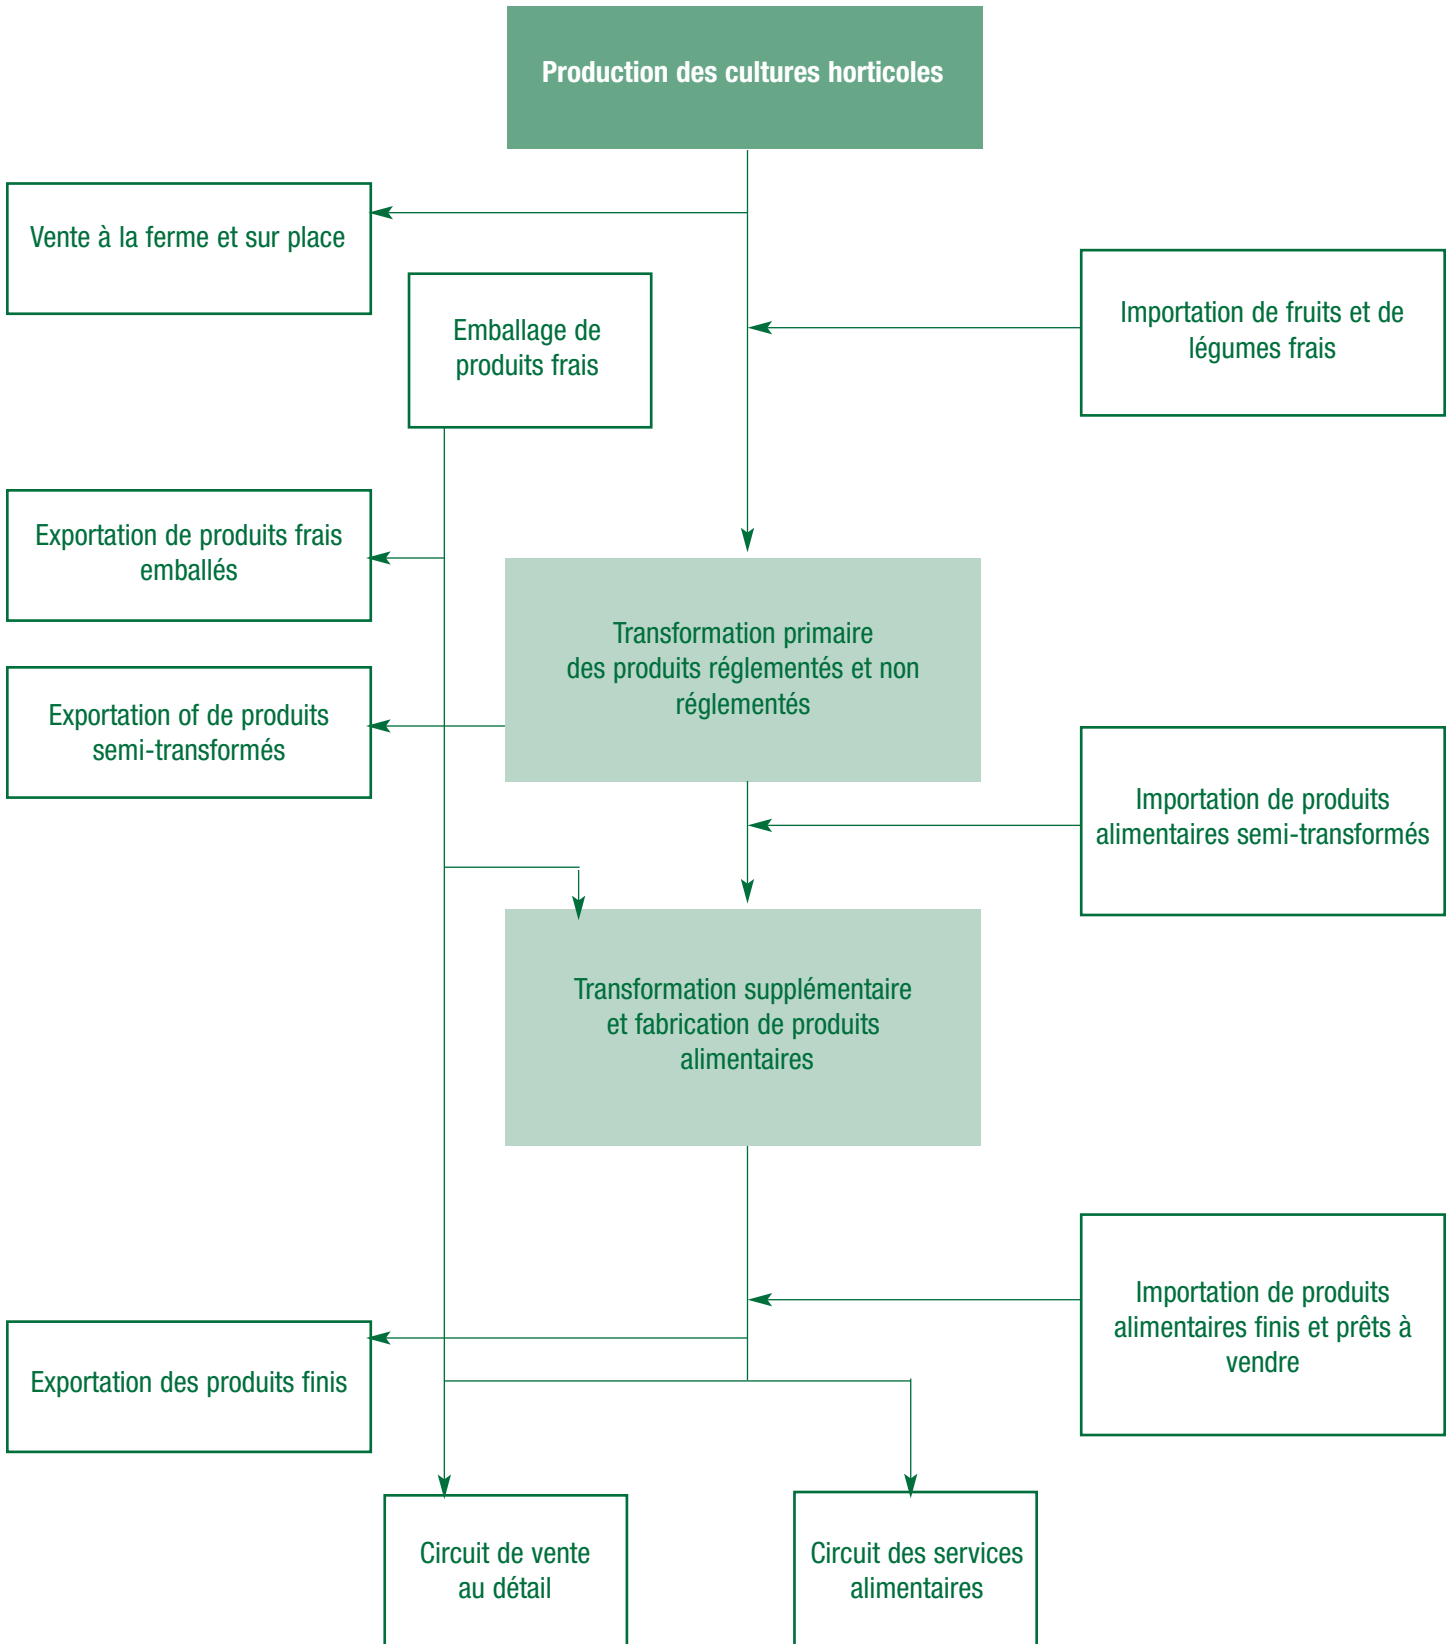 Production des cultures horticoles
Vente à la ferme et sur place
Emballage de
produits frais
Importation de fruits et de
légumes frais
Exportation de produits frais
emballés
Transformation primaire
des produits réglementés et non
réglementés
Exportation of de produits
semi-transformés
Importation de produits
alimentaires semi-transformés
Transformation supplémentaire
et fabrication de produits
alimentaires
Importation de produits
alimentaires finis et prêts à
vendre
Exportation des produits finis
Circuit de vente
au détail
Circuit des services
alimentaires